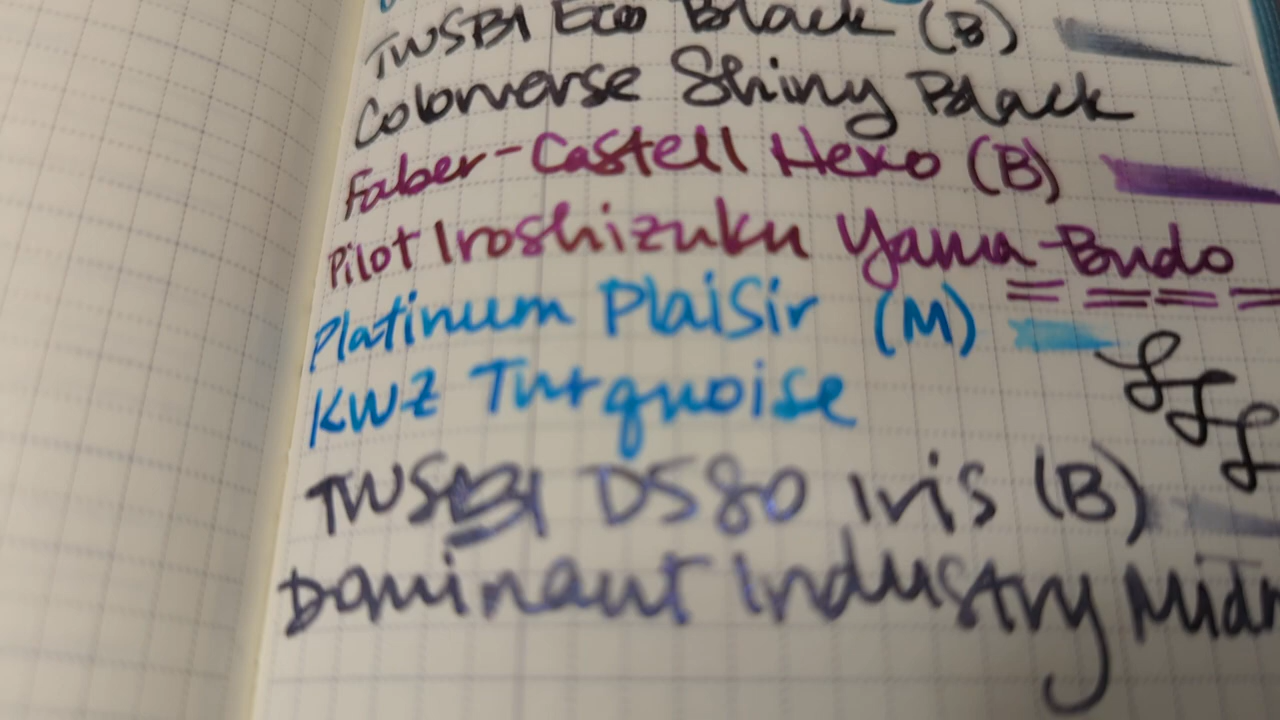 TWSBI Eco Black (B)
Colorverse Shiny Black
Faber-Castell Hexo (B)
Pilot Iroshizuku Yama-Budo
Platinum Plaisir (M)
KWZ Turquoise
TWSBI DS80 Iris (B)
Dominant Industry